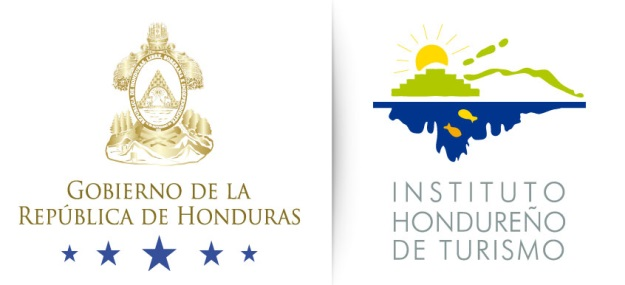 GOBIERNO DE LA
REPÚBLICA DE HONDURAS
INSTITUTO
HONDUREÑO
DE TURISMO